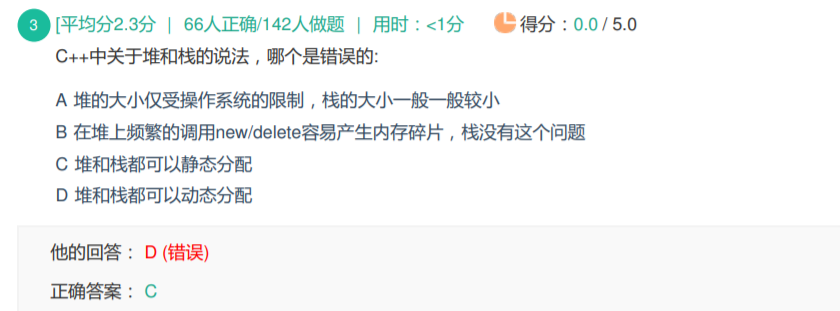 3 [平均分2.3分 | 66人正确/142人做题 | 用时：<1分 得分：0.0 / 5.0
C++中关于堆和栈的说法，哪个是错误的:
A 堆的大小仅受操作系统的限制，栈的大小一般一般较小
B 在堆上频繁的调用new/delete容易产生内存碎片，栈没有这个问题
C 堆和栈都可以静态分配
D 堆和栈都可以动态分配
他的回答： D (错误)
正确答案： C